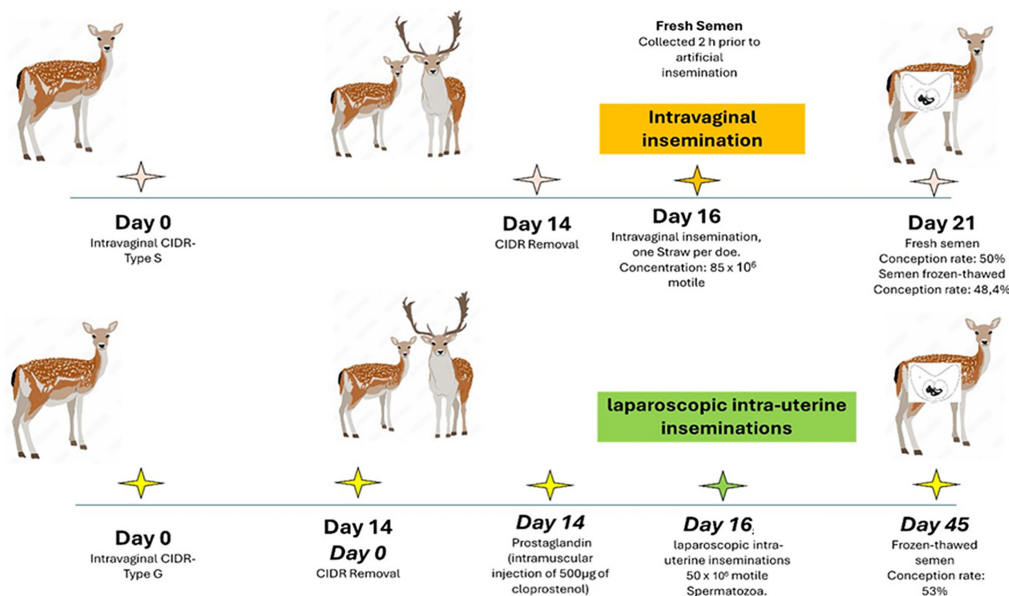 Fresh Semen
Collected 2 h prior to
artificial
insemination
Intravaginal
insemination
Day 0
Intravaginal CIDR-
Type S
Day 14
CIDR Removal
Day 16
Intravaginal insemination,
one Straw per doe.
Concentration: 85 x 10⁶
motile
Day 21
Fresh semen
Conception rate: 50%
Semen frozen-thawed
Conception rate: 48,4%
laparoscopic intra-uterine
inseminations
Day 0
Intravaginal CIDR-
Type G
Day 14
Day 0
CIDR Removal
Day 14
Prostaglandin
(intramuscular
injection of 500µg of
cloprostenol)
Day 16.
laparoscopic intra-
uterine inseminations
50 x 10⁶ motile
Spermatozoa.
Day 45
Frozen-thawed
semen
Conception rate:
53%